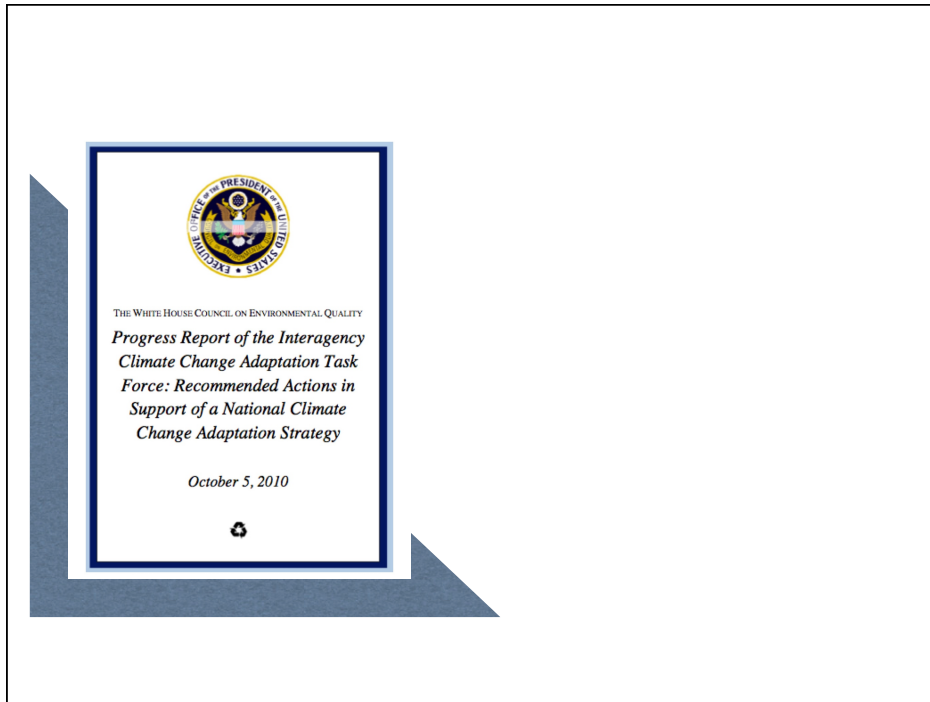 EXECUTIVE OFFICE OF THE PRESIDENT OF THE UNITED STATES
THE WHITE HOUSE COUNCIL ON ENVIRONMENTAL QUALITY
Progress Report of the Interagency
Climate Change Adaptation Task
Force: Recommended Actions in
Support of a National Climate
Change Adaptation Strategy
October 5, 2010